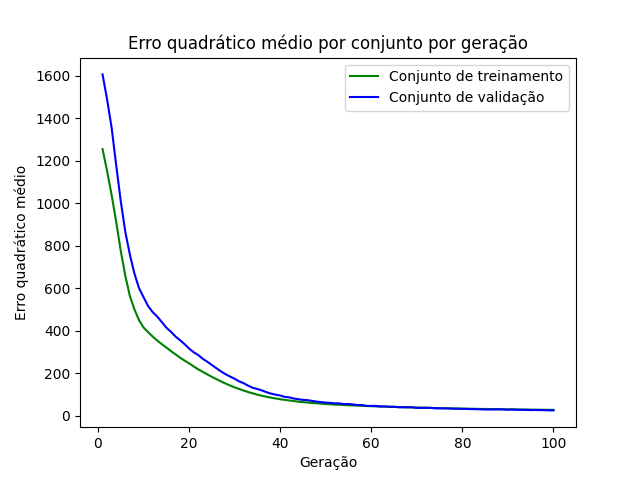 Erro quadrático médio por conjunto por geração
Conjunto de treinamento
Conjunto de validação
Erro quadrático médio
1600
1400
1200
1000
800
600
400
200
0
0 20 40 60 80 100
Geração